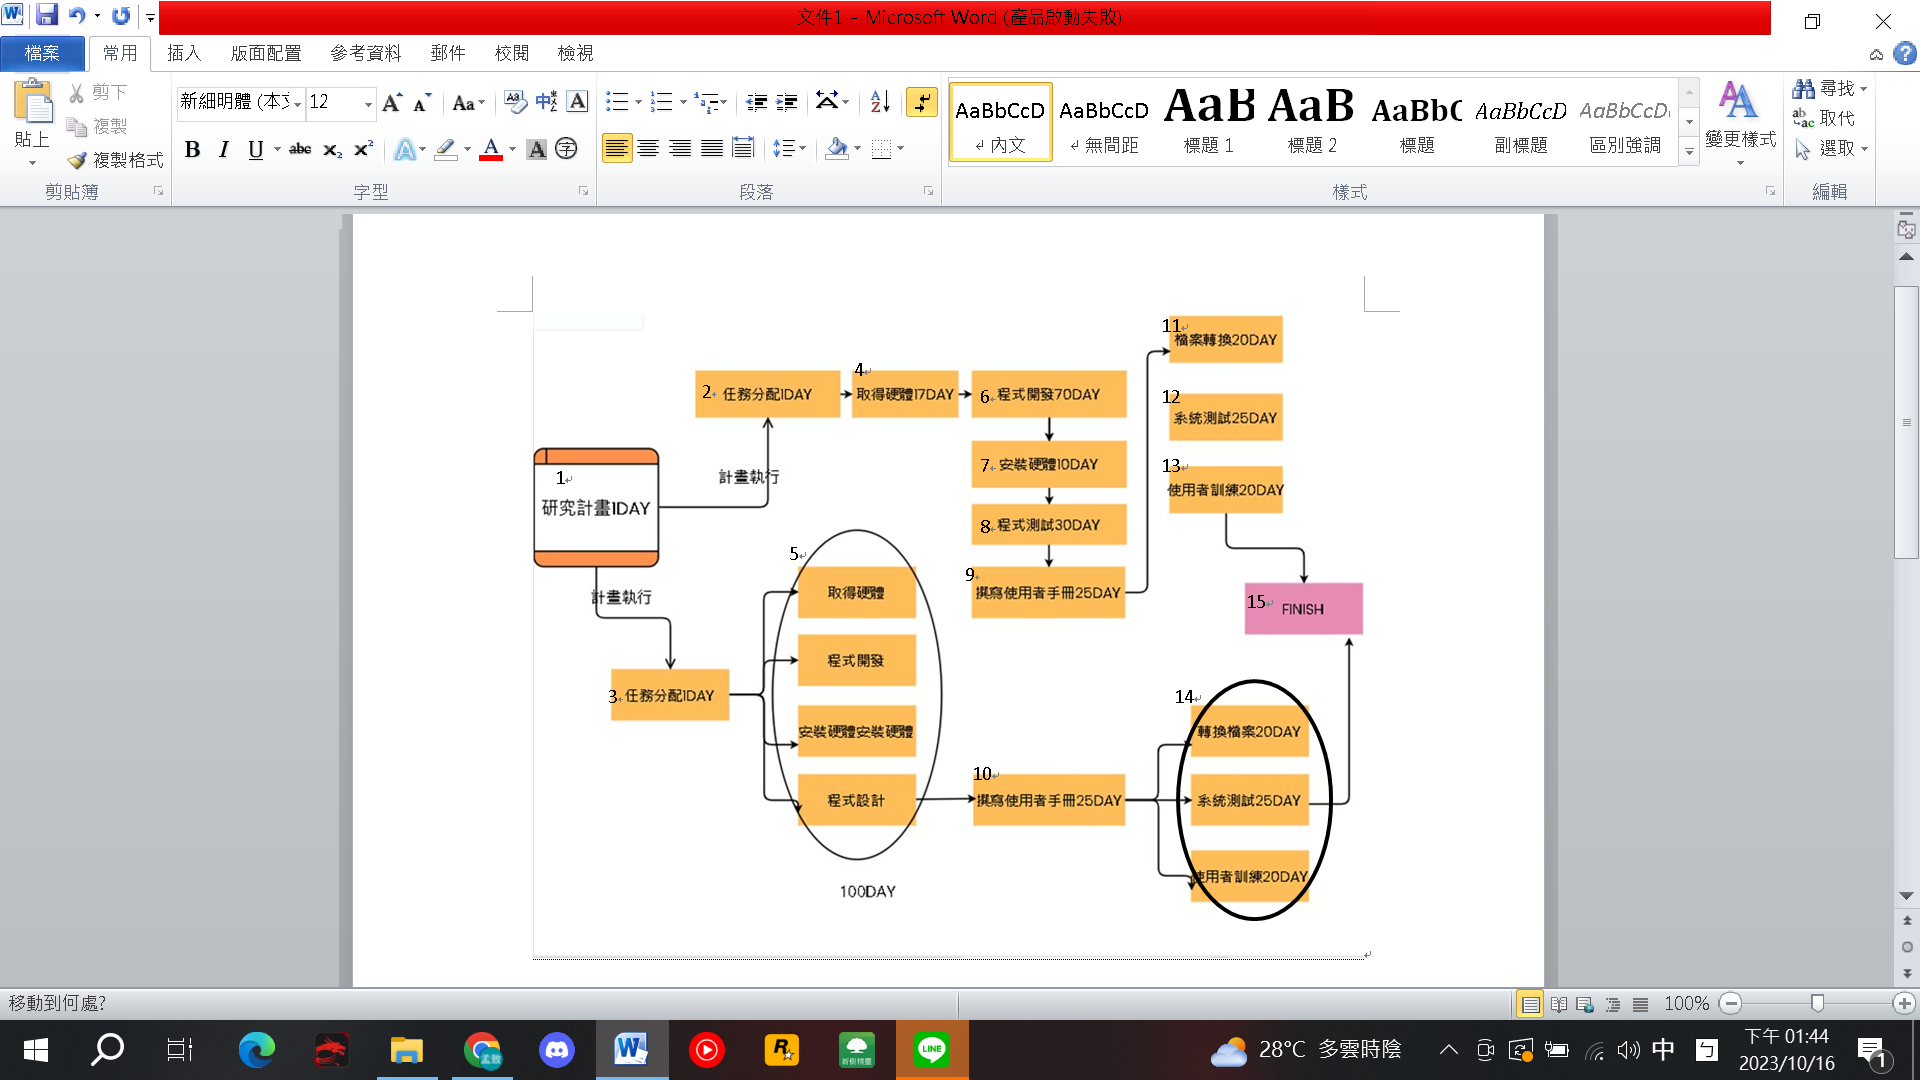 文件1 - Microsoft Word (產品啟動失敗)
檔案 常用 插入 版面配置 參考資料 郵件 校閱 檢視
貼上
剪下
複製
複製格式
剪貼簿
新細明體 (本文 12
字型
段落
AaBbCcD AaBbCcD AaB AaB AaBbC AaBbCcD AaBbCcD
內文 無間距 標題 1 標題 2 標題 副標題 區別強調
變更樣式
樣式
尋找
取代
選取
編輯
11
檔案轉換20DAY
2 任務分配1DAY
4
取得硬體17DAY
6 程式開發70DAY
12
系統測試25DAY
7 安裝硬體10DAY
13
使用者訓練20DAY
計畫執行
1
研究計畫1DAY
8 程式測試30DAY
5
9
撰寫使用者手冊25DAY
取得硬體
計畫執行
15 FINISH
程式開發
3 任務分配1DAY
14
安裝硬體安裝硬體
轉換檔案20DAY
10
撰寫使用者手冊25DAY
程式設計
系統測試25DAY
使用者訓練20DAY
100DAY
移動到何處?
100%
28°C 多雲時陰
中
下午 01:44
2023/10/16
1